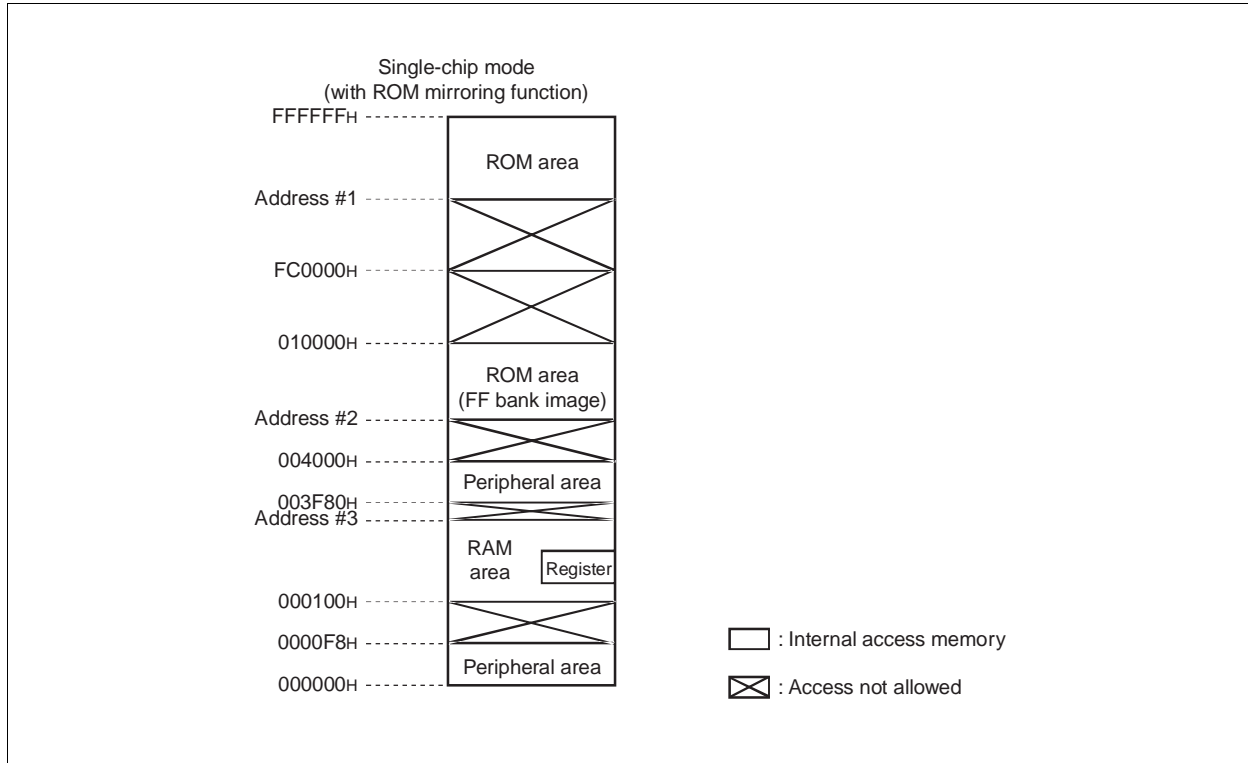 Single-chip mode
(with ROM mirroring function)
FFFFFFH
ROM area
Address #1
FC0000H
010000H
ROM area
(FF bank image)
Address #2
004000H
Peripheral area
003F80H
Address #3
RAM
area
Register
000100H
0000F8H
Peripheral area
000000H
: Internal access memory
: Access not allowed